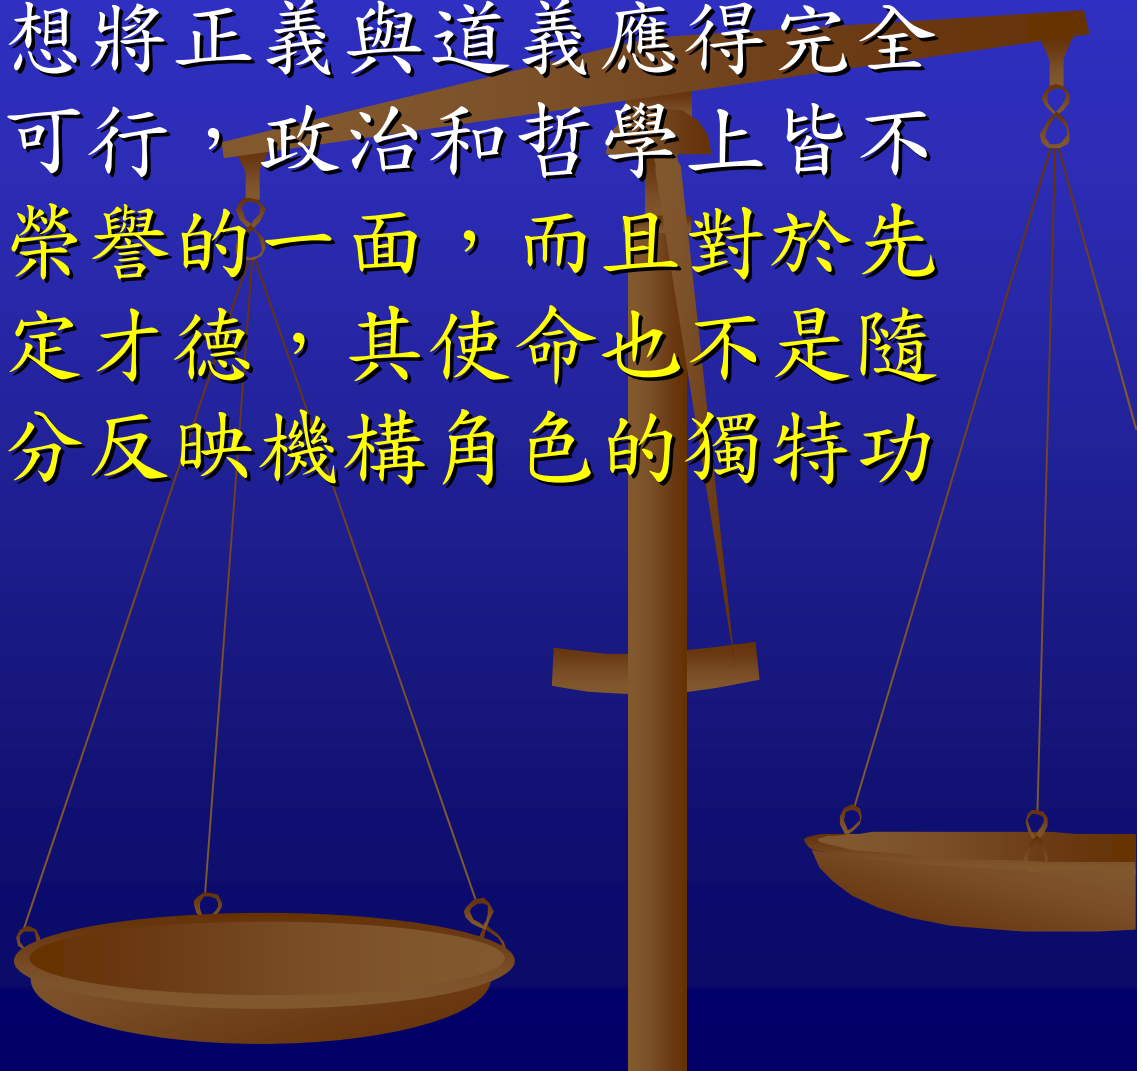 想將正義與道義應得完全
可行，政治和哲學上皆不
榮譽的一面，而且對於先
定才德，其使命也不是隨
分反映機構角色的獨特功